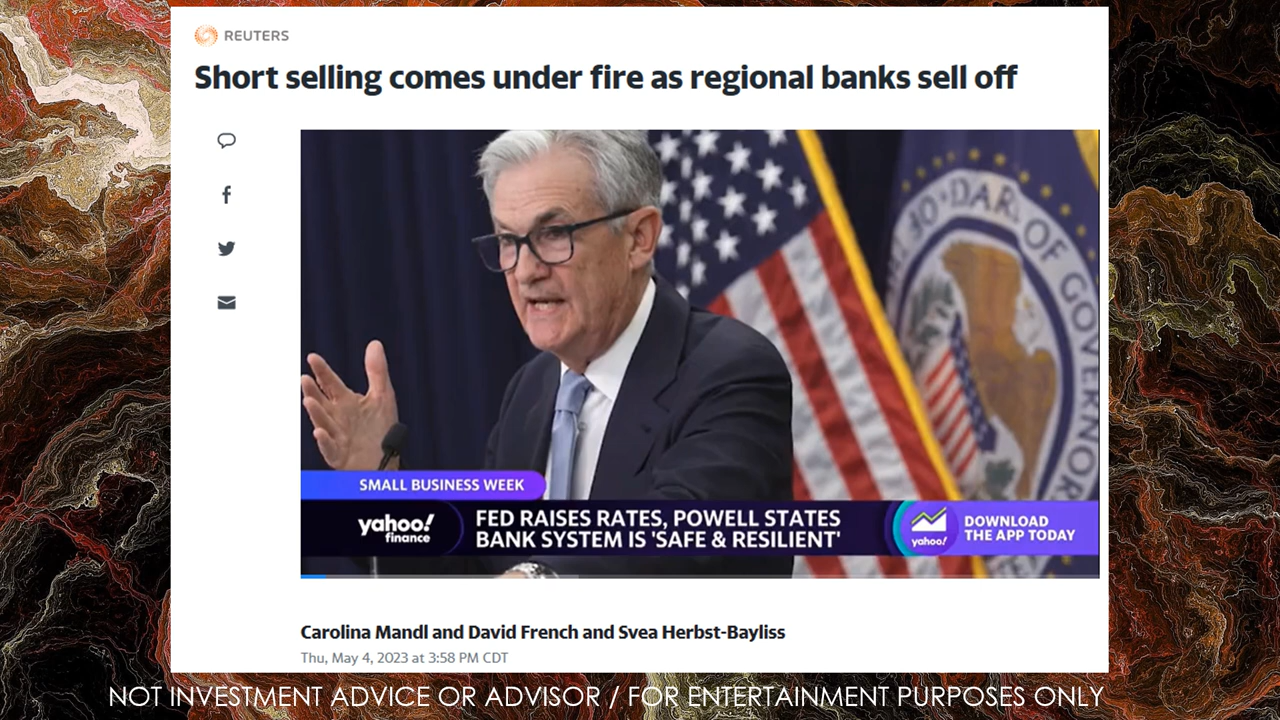 REUTERS
Short selling comes under fire as regional banks sell off
BOARD OF GOVERNOR
SMALL BUSINESS WEEK
yahoo!
finance
FED RAISES RATES, POWELL STATES
BANK SYSTEM IS 'SAFE & RESILIENT'
yahoo!
DOWNLOAD
THE APP TODAY
Carolina Mandl and David French and Svea Herbst-Bayliss
Thu, May 4, 2023 at 3:58 PM CDT
NOT INVESTMENT ADVICE OR ADVISOR / FOR ENTERTAINMENT PURPOSES ONLY